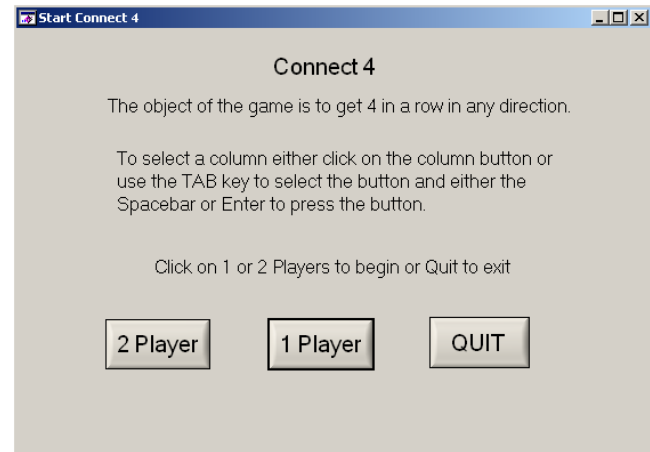 Start Connect 4
Connect 4
The object of the game is to get 4 in a row in any direction.
To select a column either click on the column button or
use the TAB key to select the button and either the
Spacebar or Enter to press the button.
Click on 1 or 2 Players to begin or Quit to exit
2 Player
1 Player
QUIT